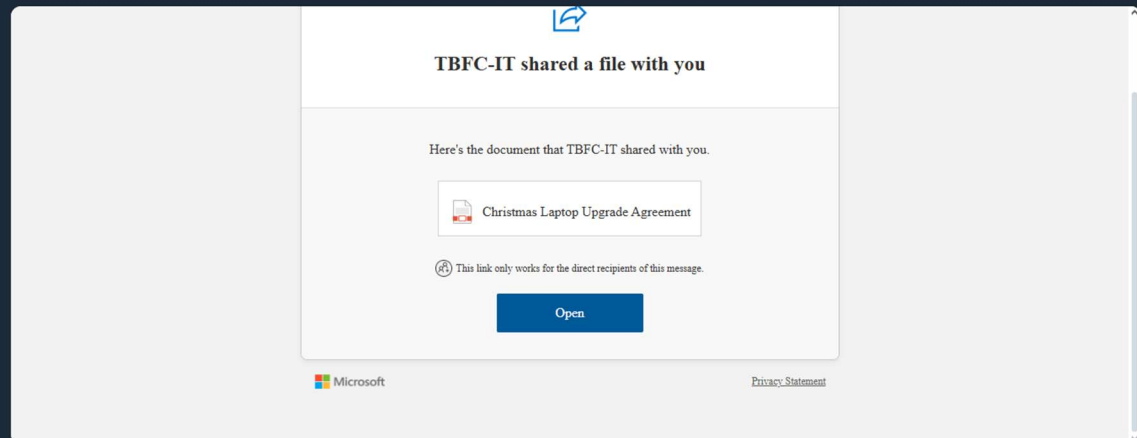 TBFC-IT shared a file with you
Here's the document that TBFC-IT shared with you.
Christmas Laptop Upgrade Agreement
This link only works for the direct recipients of this message.
Open
Microsoft
Privacy Statement